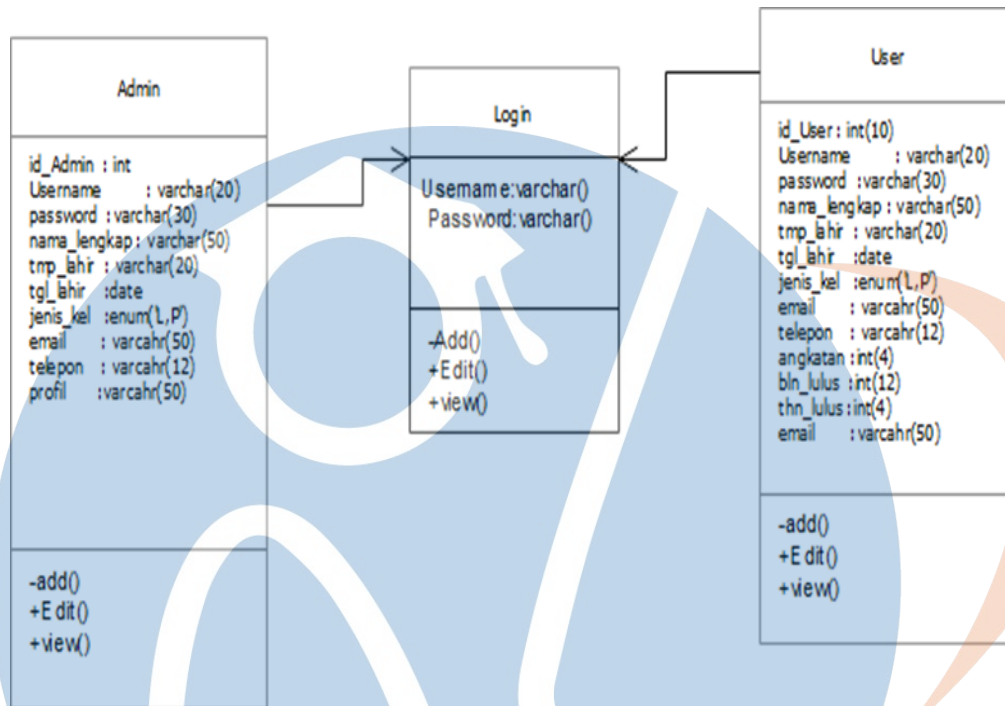 Admin
id_Admin : int
Username : varchar(20)
password : varchar(30)
nama_lengkap : varchar(50)
tmp_lahir : varchar(20)
tgl_lahir :date
jenis_kel :enum('L,P')
email : varcahr(50)
telepon : varcahr(12)
profil :varcahr(50)
-add()
+Edit()
+view()
Login
Username:varchar()
Password:varchar()
-Add()
+Edit()
+view()
User
id_User : int(10)
Username : varchar(20)
password : varchar(30)
nama_lengkap : varchar(50)
tmp_lahir : varchar(20)
tgl_lahir :date
jenis_kel :enum('L,P')
email : varcahr(50)
telepon : varcahr(12)
angkatan :int(4)
bln_lulus :int(12)
thn_lulus :int(4)
email : varcahr(50)
-add()
+Edit()
+view()